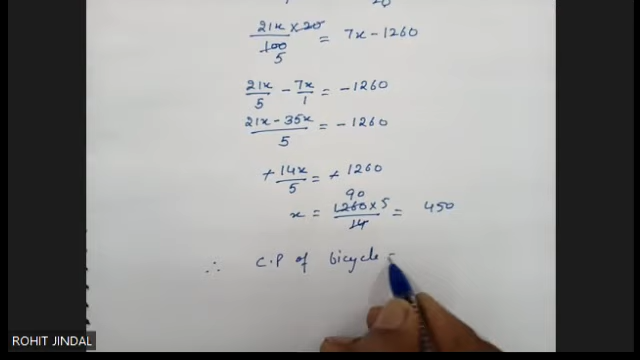 21x × 20 / 100 = 7x - 1260
5
21x/5 - 7x/1 = -1260
21x - 35x / 5 = -1260
+ 14x/5 = + 1260
90
x = 1260 × 5 / 14 = 450
∴ C.P of bicycle =
ROHIT JINDAL